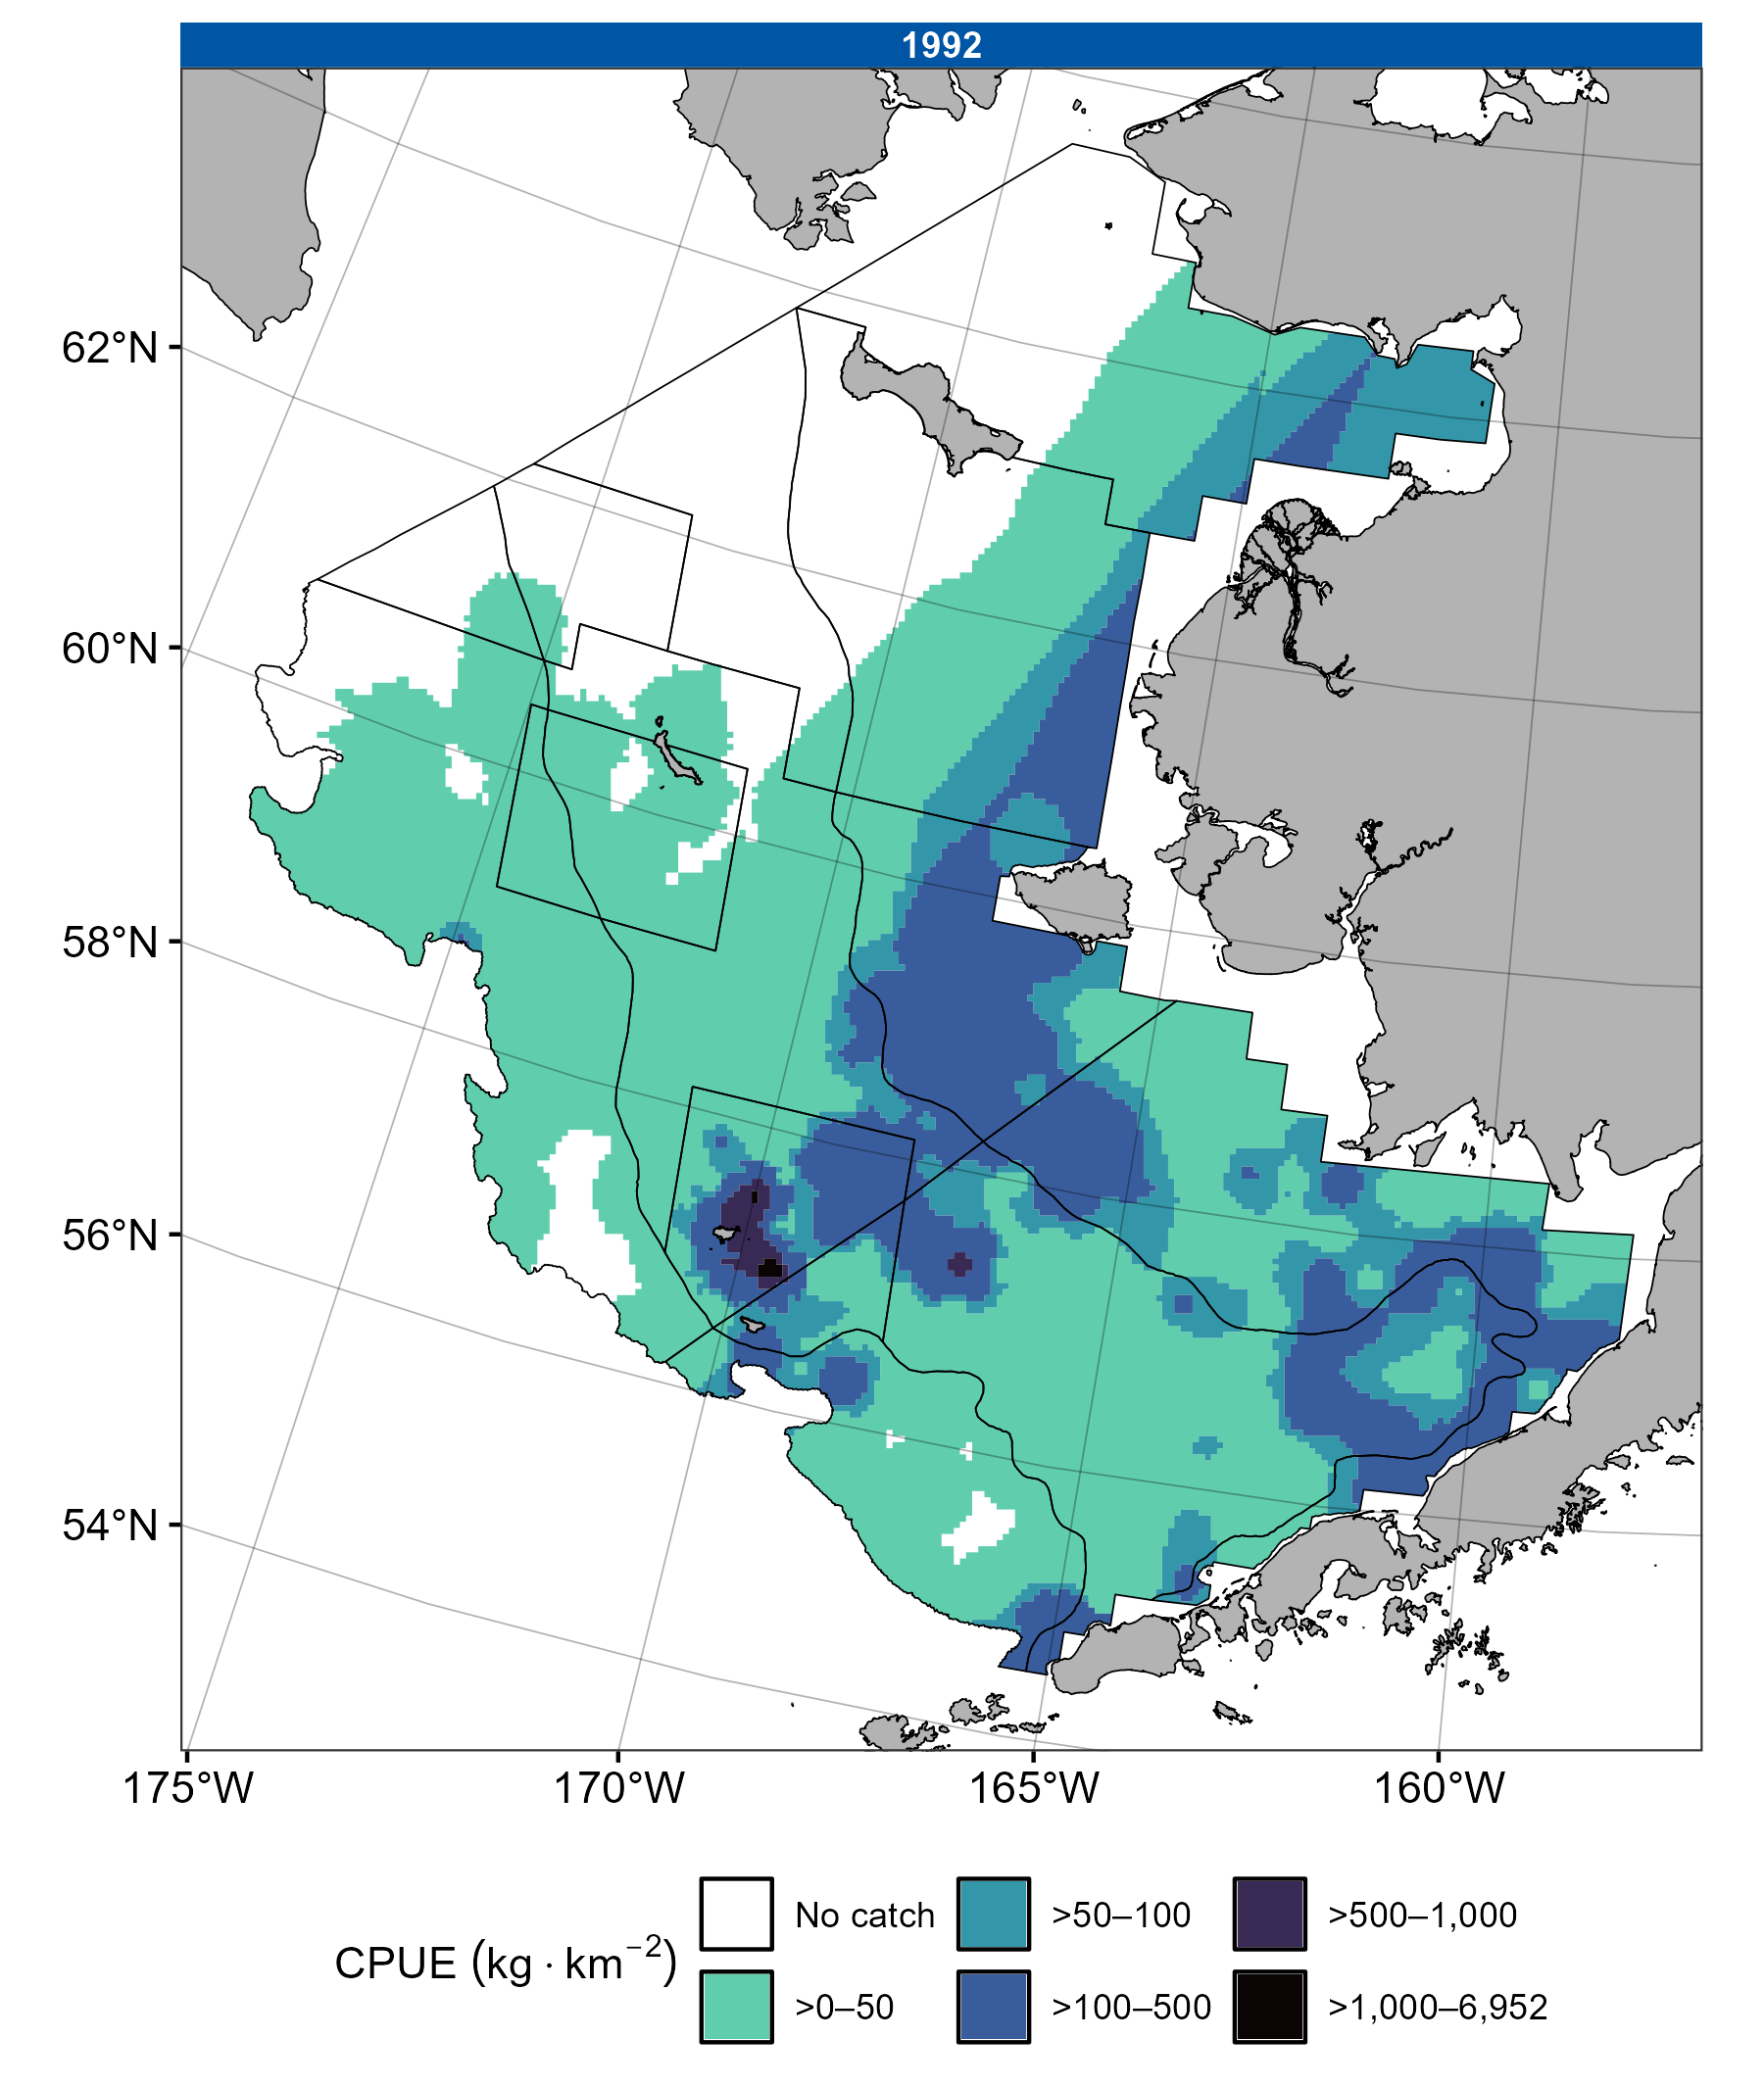 1992
62°N
60°N
58°N
56°N
54°N
175°W 170°W 165°W 160°W
CPUE (kg · km⁻²)
No catch >50–100 >500–1,000
>0–50 >100–500 >1,000–6,952